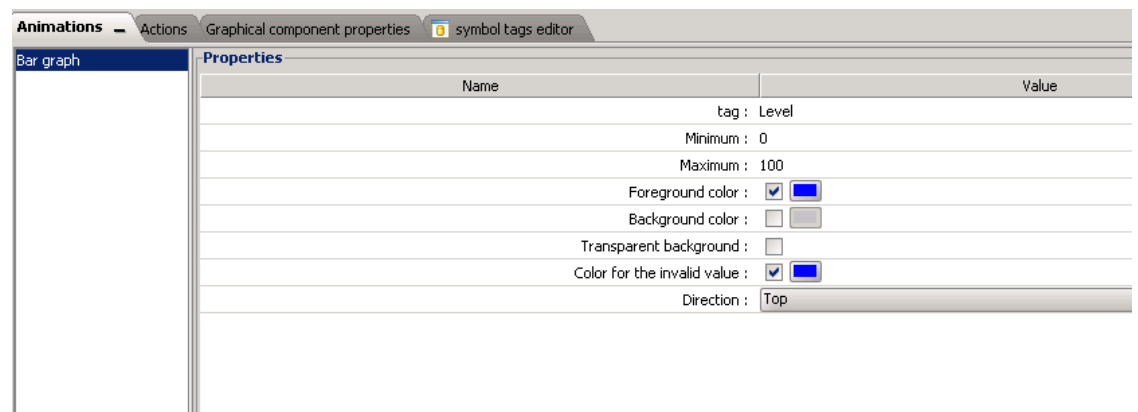 Animations Actions Graphical component properties symbol tags editor
Bar graph
Properties
Name Value
tag : Level
Minimum : 0
Maximum : 100
Foreground color :
Background color :
Transparent background :
Color for the invalid value :
Direction : Top